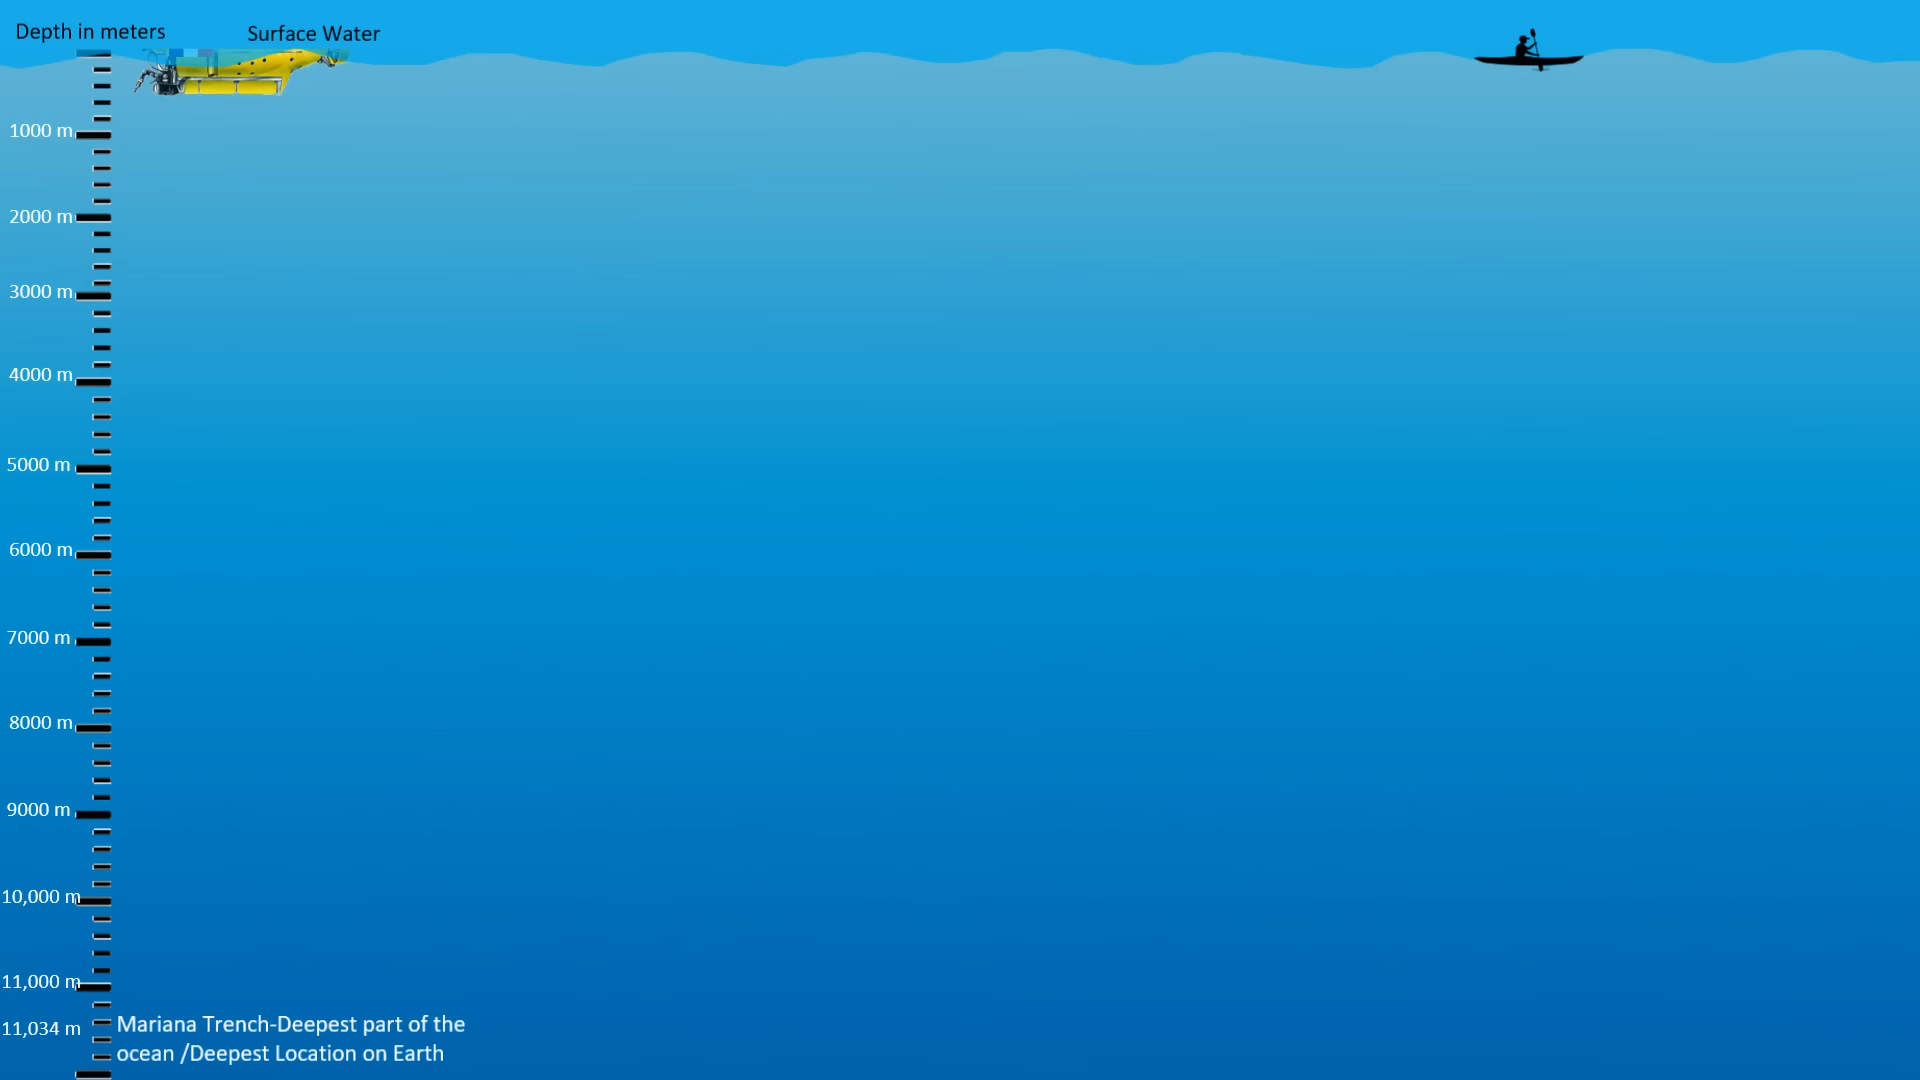 Depth in meters
Surface Water
1000 m
2000 m
3000 m
4000 m
5000 m
6000 m
7000 m
8000 m
9000 m
10,000 m
11,000 m
11,034 m
Mariana Trench-Deepest part of the
ocean /Deepest Location on Earth